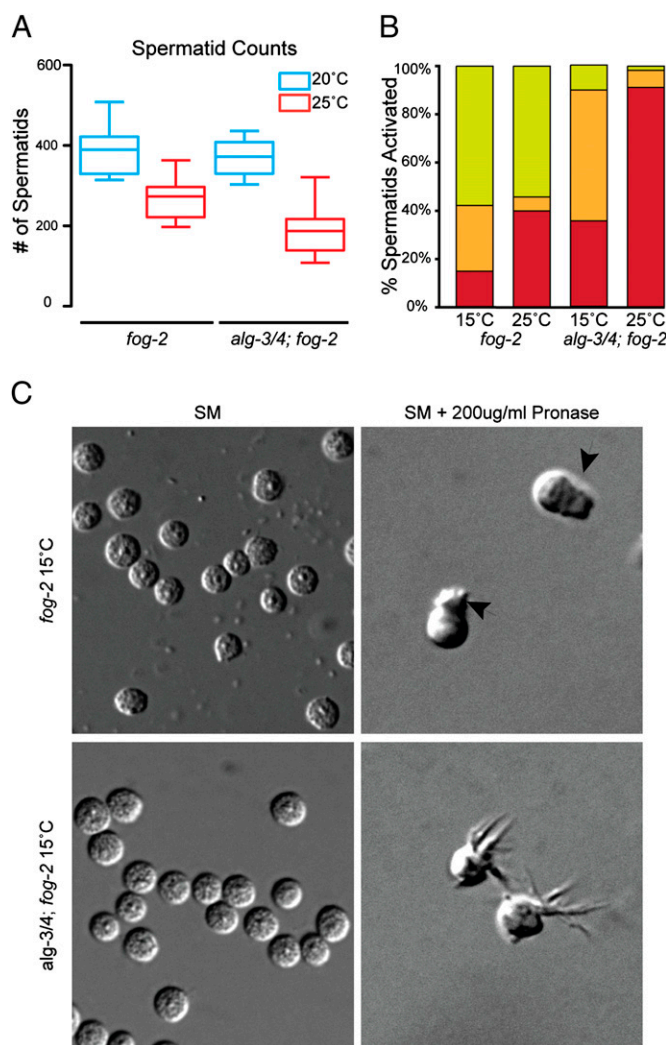 A
Spermatid Counts
# of Spermatids
600
400
200
0
20˚C
25˚C
fog-2
alg-3/4; fog-2
B
% Spermatids Activated
100%
80%
60%
40%
20%
0%
15˚C
25˚C
15˚C
25˚C
fog-2
alg-3/4; fog-2
C
SM
SM + 200ug/ml Pronase
fog-2 15˚C
alg-3/4; fog-2 15˚C